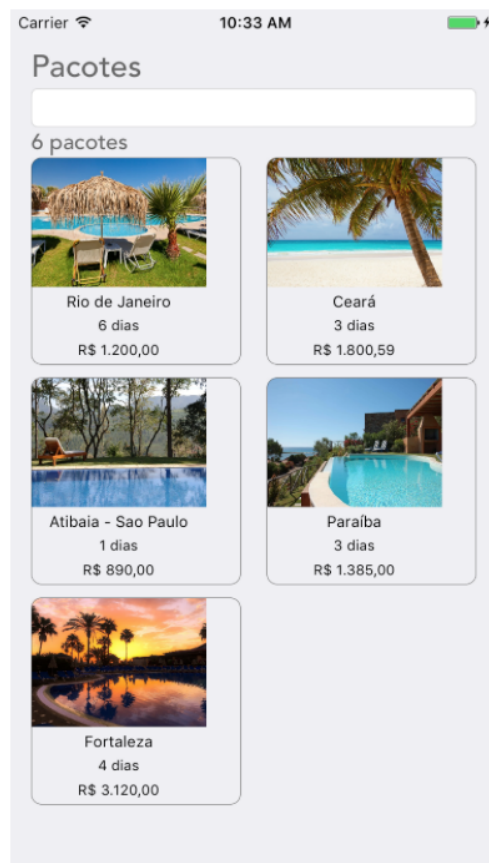 Carrier 10:33 AM
Pacotes
6 pacotes
Rio de Janeiro
6 dias
R$ 1.200,00
Ceará
3 dias
R$ 1.800,59
Atibaia - Sao Paulo
1 dias
R$ 890,00
Paraíba
3 dias
R$ 1.385,00
Fortaleza
4 dias
R$ 3.120,00